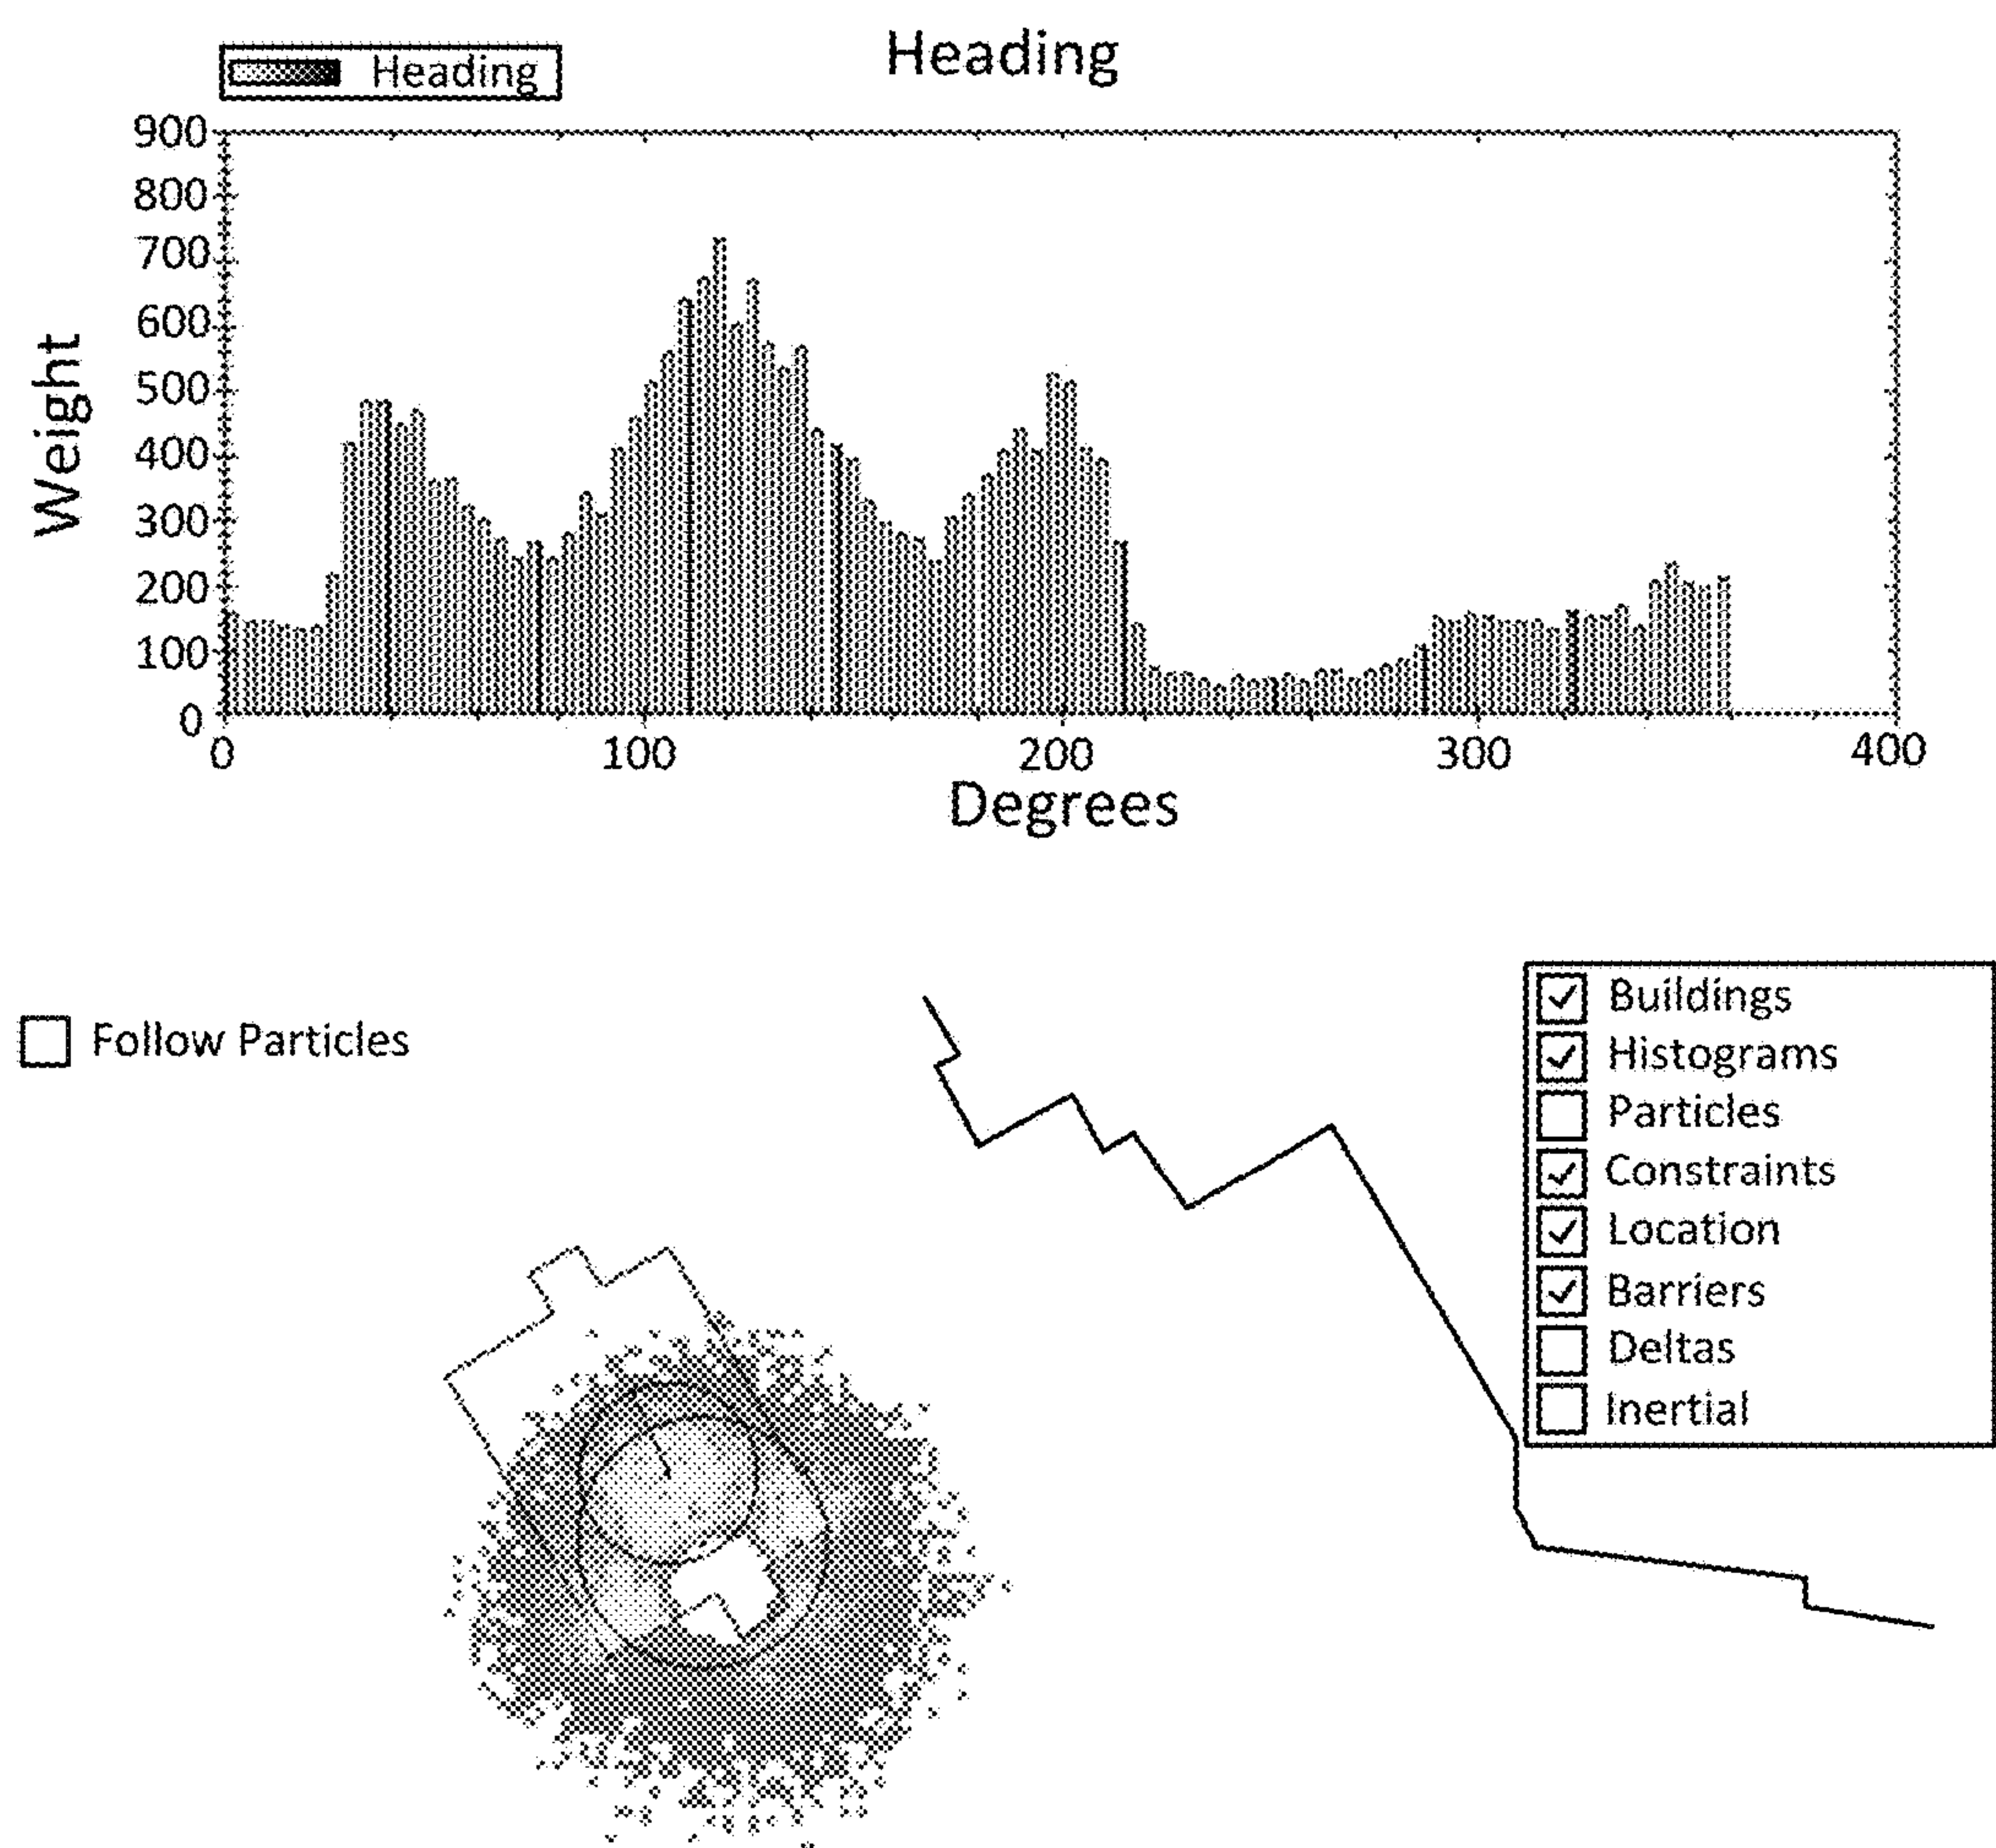 Heading
Heading
900
800
700
600
500
400
300
200
100
0
Weight
0 100 200 300 400
Degrees
Follow Particles
Buildings
Histograms
Particles
Constraints
Location
Barriers
Deltas
Inertial